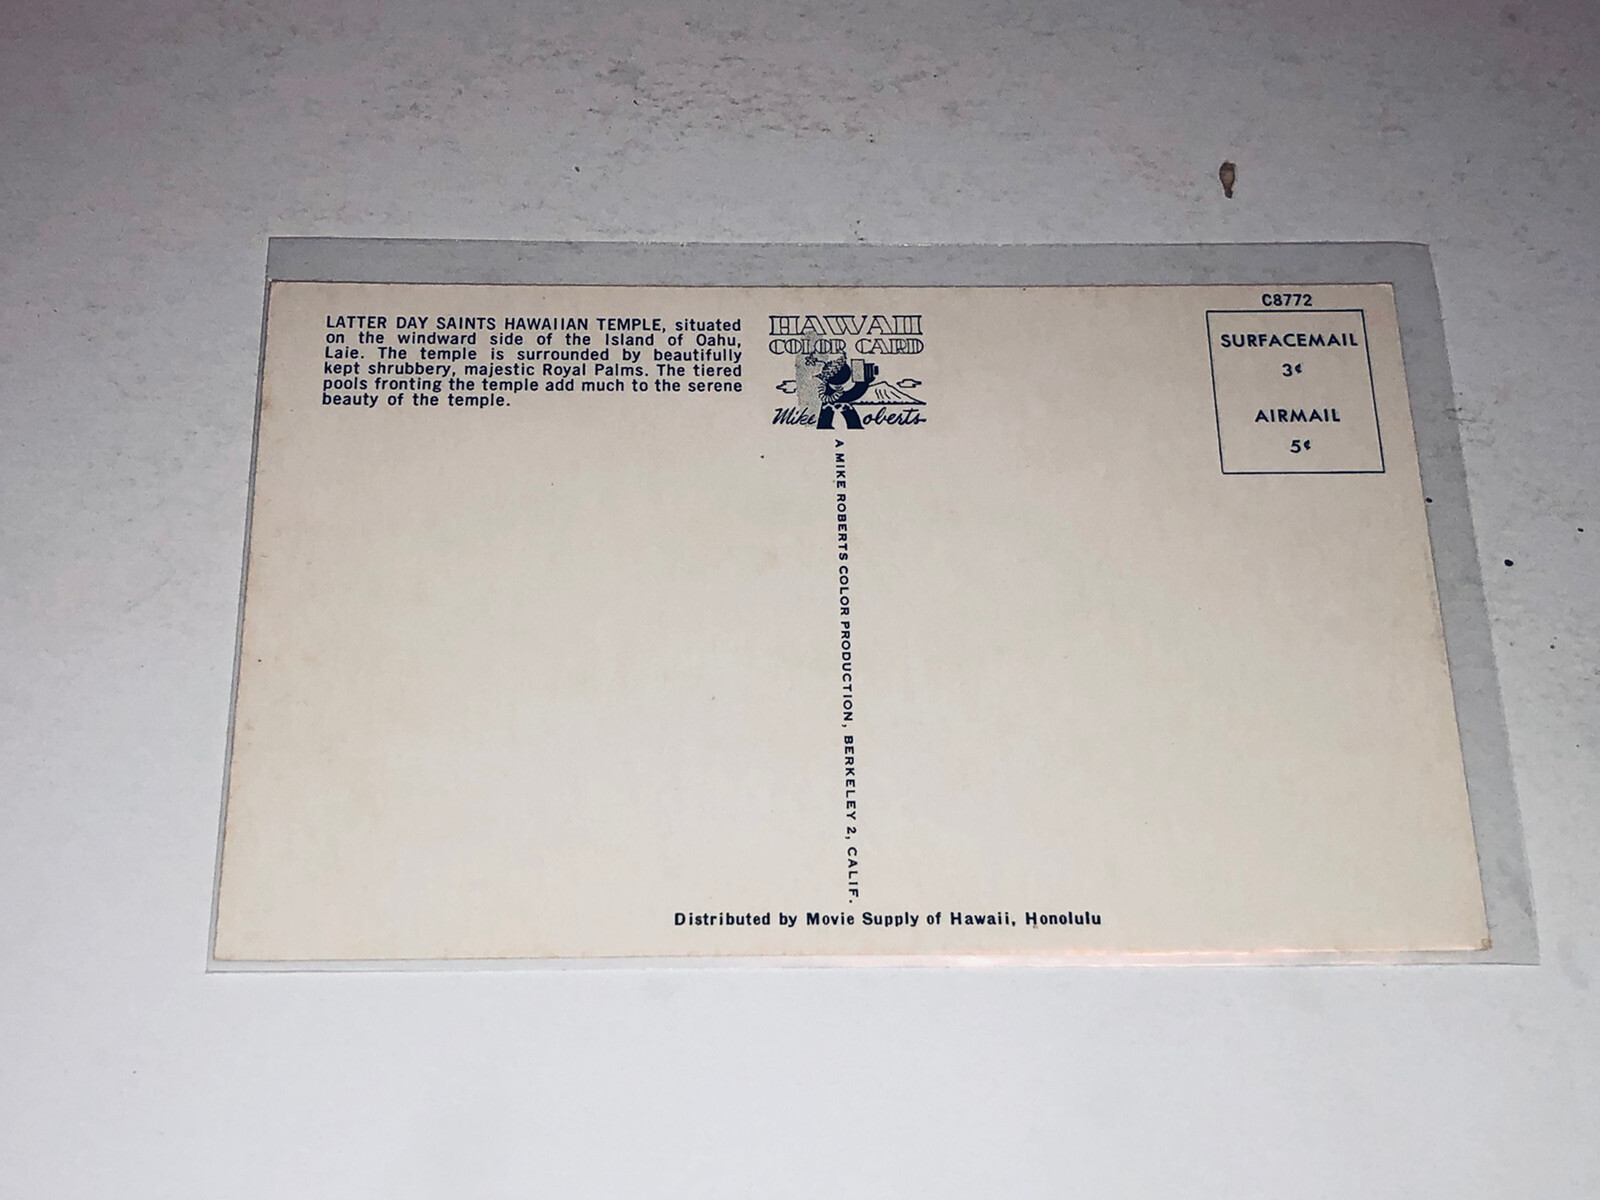 LATTER DAY SAINTS HAWAIIAN TEMPLE, situated
on the windward side of the Island of Oahu,
Laie. The temple is surrounded by beautifully
kept shrubbery, majestic Royal Palms. The tiered
pools fronting the temple add much to the serene
beauty of the temple.
HAWAII
COLOR CARD
Mike Roberts
A MIKE ROBERTS COLOR PRODUCTION, BERKELEY 2, CALIF.
C8772
SURFACEMAIL
3¢
AIRMAIL
5¢
Distributed by Movie Supply of Hawaii, Honolulu